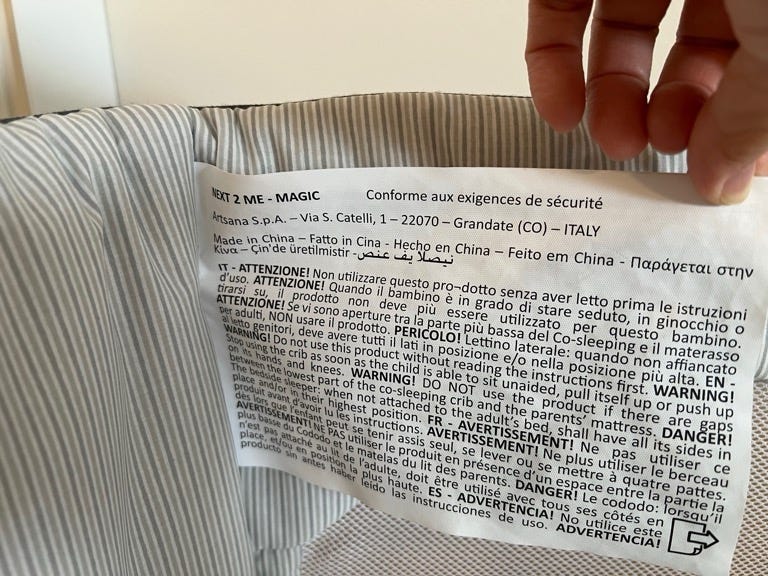 NEXT 2 ME - MAGIC Conforme aux exigences de sécurité
Artsana S.p.A. – Via S. Catelli, 1 – 22070 – Grandate (CO) – ITALY
Made in China – Fatto in Cina - Hecho en China – Feito em China - Παράγεται στην
Κίνα – Çin'de üretilmistir - نيصلا يف عنص
IT - ATTENZIONE! Non utilizzare questo pro-dotto senza aver letto prima le istruzioni
d'uso. ATTENZIONE! Quando il bambino è in grado di stare seduto, in ginocchio o
tirarsi su, il prodotto non deve più essere utilizzato per questo bambino.
ATTENZIONE! Se vi sono aperture tra la parte più bassa del Co-sleeping e il materasso
per adulti, NON usare il prodotto. PERICOLO! Lettino laterale: quando non affiancato
ai letto genitori, deve avere tutti il lati in posizione e/o nella posizione più alta. EN -
WARNING! Do not use this product without reading the instructions first. WARNING!
Stop using the crib as soon as the child is able to sit unaided, pull itself up or push up
on its hands and knees. WARNING! DO NOT use the product if there are gaps
between the lowest part of the co-sleeping crib and the parents' mattress. DANGER!
The bedside sleeper: when not attached to the adult's bed, shall have all its sides in
place and/or in their highest position. FR - AVERTISSEMENT! Ne pas utiliser ce
produit avant d'avoir lu les instructions. AVERTISSEMENT! Ne plus utiliser le berceau
dès lors que l'enfant peut se tenir assis seul, se lever ou se mettre à quatre pattes.
AVERTISSEMENT! NE PAS utiliser le produit en présence d'un espace entre la partie la
plus basse du Cododo et le matelas du lit des parents. DANGER! Le cododo: lorsqu'il
n'est pas attaché au lit de l'adulte, doit être utilisé avec tous ses côtés en
place, et/ou en position la plus haute. ES - ADVERTENCIA! No utilice este
producto sin antes haber leído las instrucciones de uso. ADVERTENCIA!